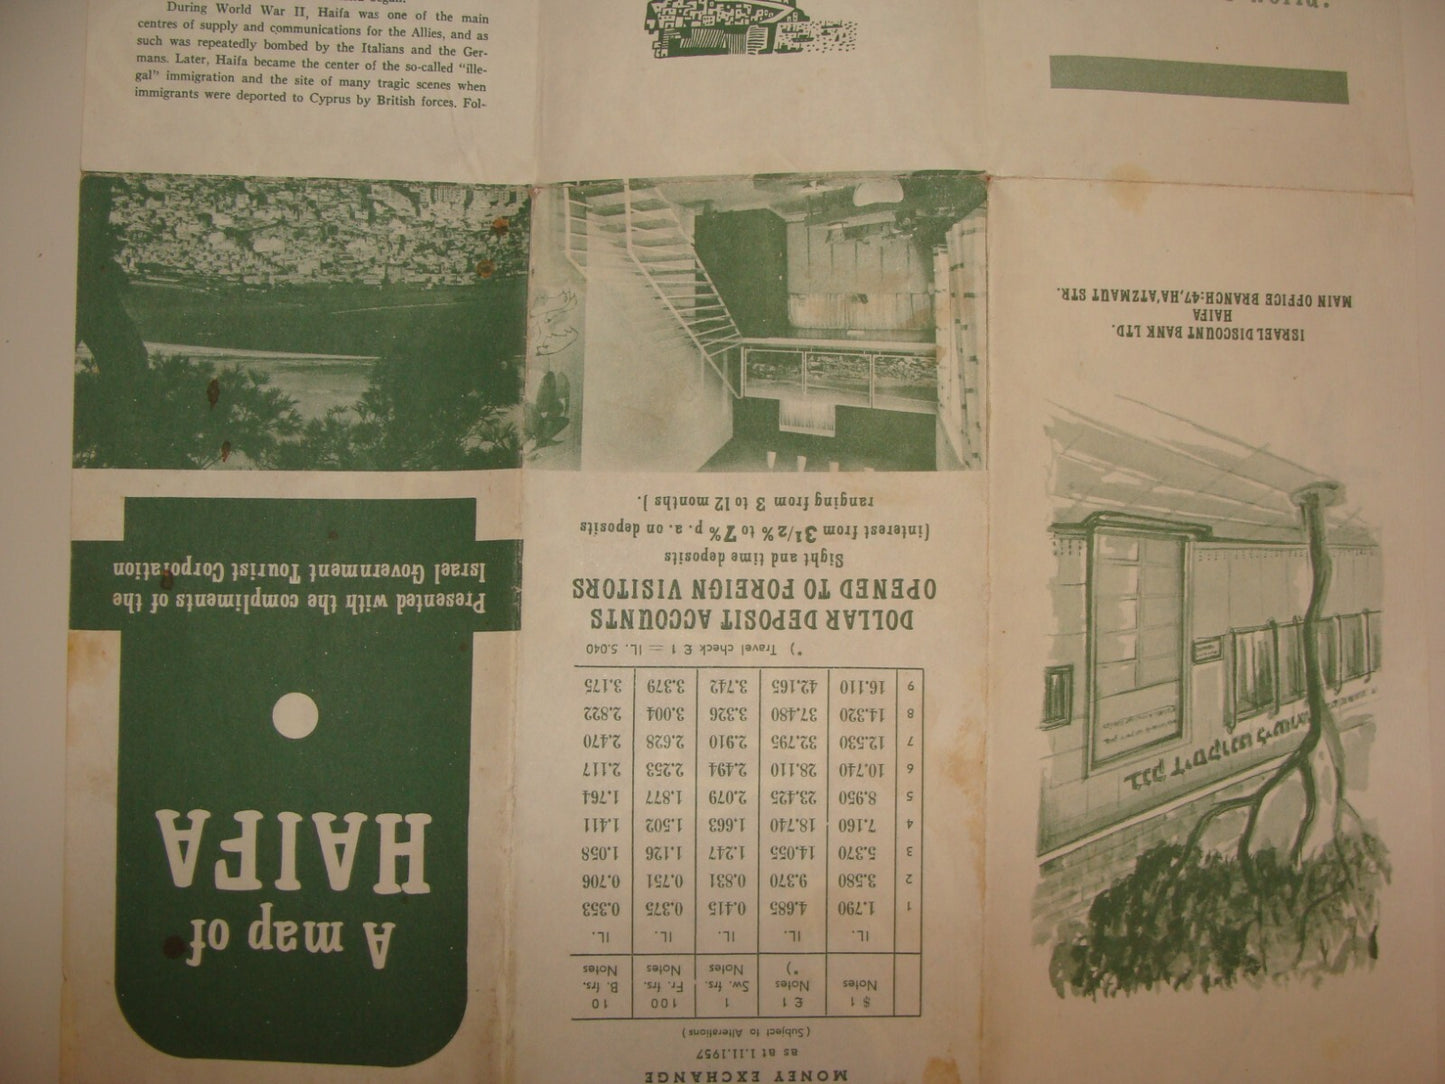 During World War II, Haifa was one of the main
centres of supply and communications for the Allies, and as
such was repeatedly bombed by the Italians and the Ger-
mans. Later, Haifa became the center of the so-called "ille-
gal" immigration and the site of many tragic scenes when
immigrants were deported to Cyprus by British forces. Fol-
world.
A map of
HAIFA
Presented with the compliments of the
Israel Government Tourist Corporation
MONEY EXCHANGE
as at 1.11.1957
( Subject to Alterations )
$ 1 £ 1 1 100 10
Notes Notes Sw. frs. Fr. frs. B. frs.
*) Notes Notes Notes
IL. IL. IL. IL. IL.
1 1.790 4.685 0.415 0.375 0.353
2 3.580 9.370 0.831 0.751 0.706
3 5.370 14.055 1.247 1.126 1.058
4 7.160 18.740 1.663 1.502 1.411
5 8.950 23.425 2.079 1.877 1.764
6 10.740 28.110 2.494 2.253 2.117
7 12.530 32.795 2.910 2.628 2.470
8 14.320 37.480 3.326 3.004 2.822
9 16.110 42.165 3.742 3.379 3.175
*) Travel check £ 1 = IL. 5.040
DOLLAR DEPOSIT ACCOUNTS
OPENED TO FOREIGN VISITORS
Sight and time deposits
(interest from 3 1/2% to 7% p. a. on deposits
ranging from 3 to 12 months ).
בנק דיסקונט לישראל
ISRAEL DISCOUNT BANK LTD.
HAIFA
MAIN OFFICE BRANCH:47,HA'ATZMAUT STR.